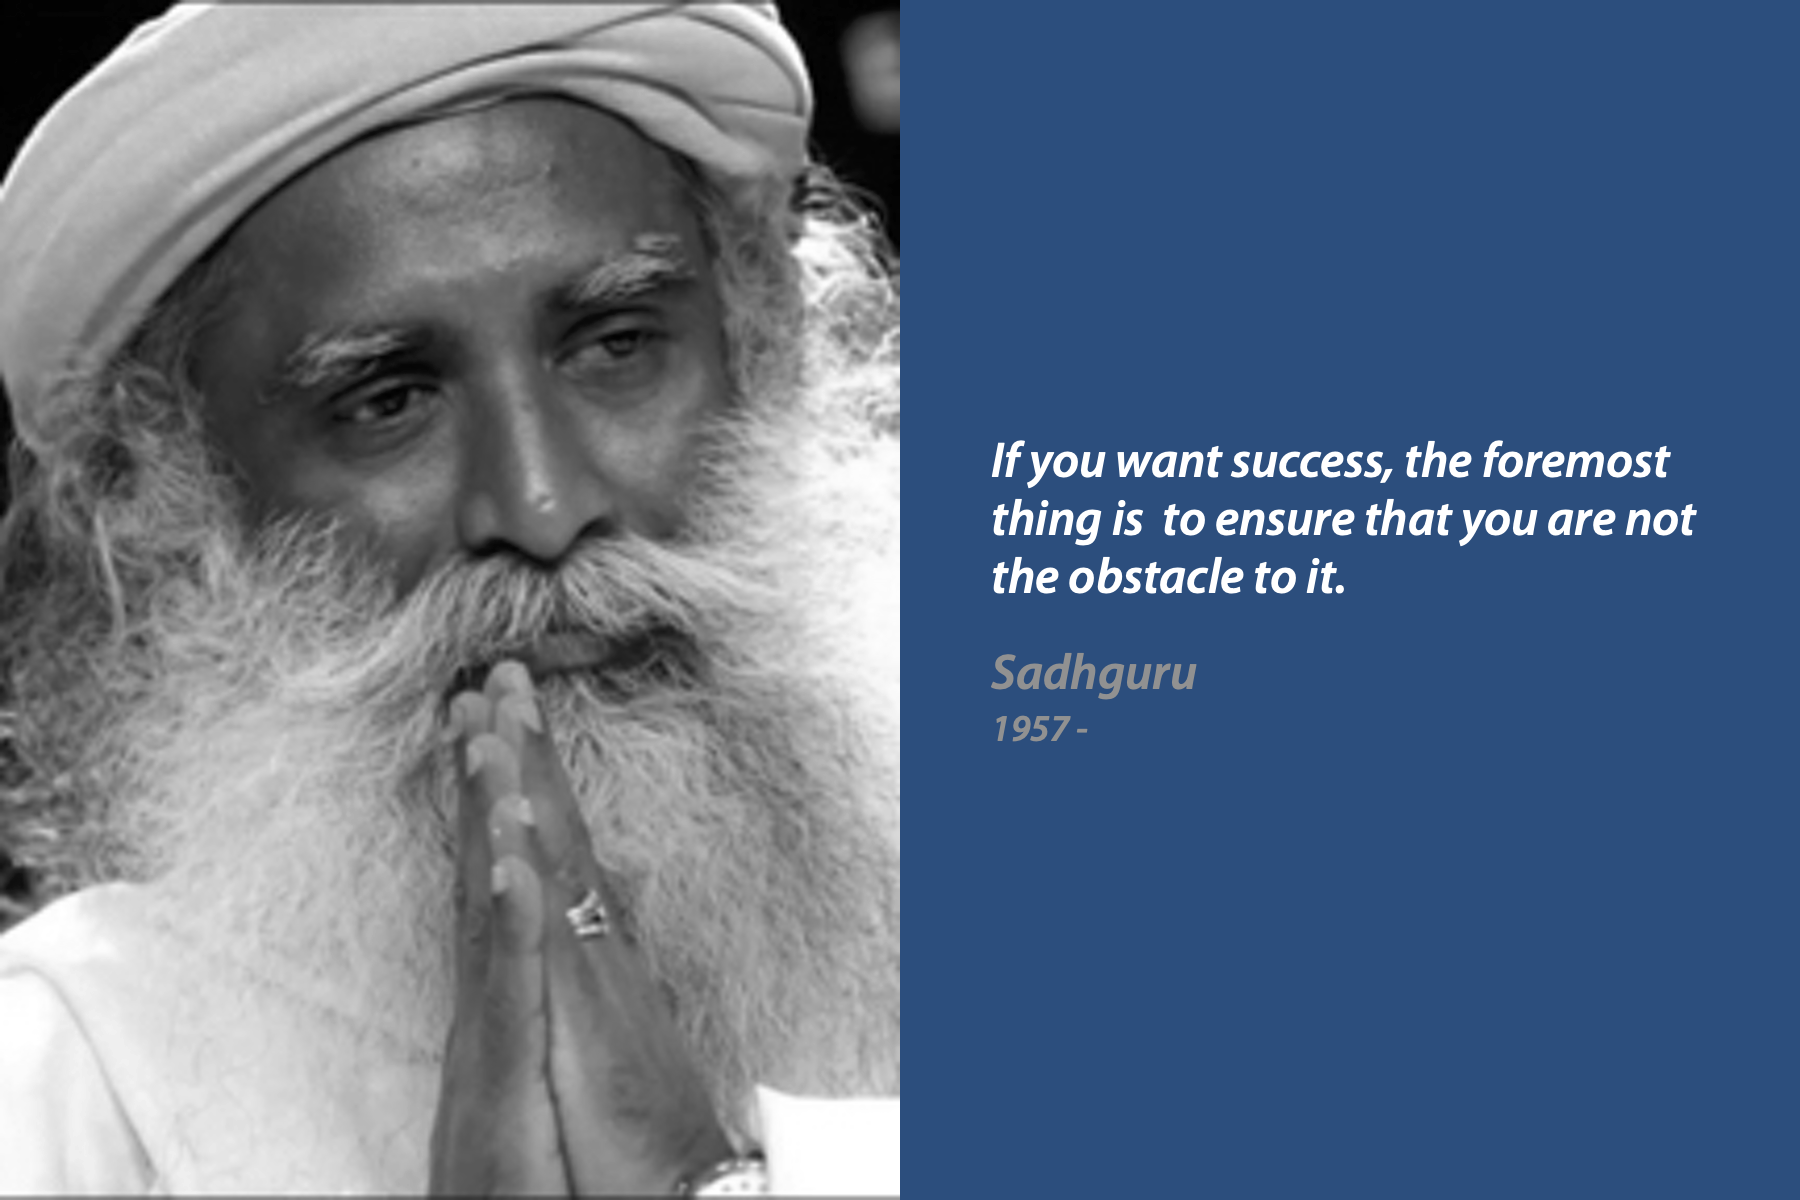 If you want success, the foremost
thing is  to ensure that you are not
the obstacle to it.
Sadhguru
1957 -